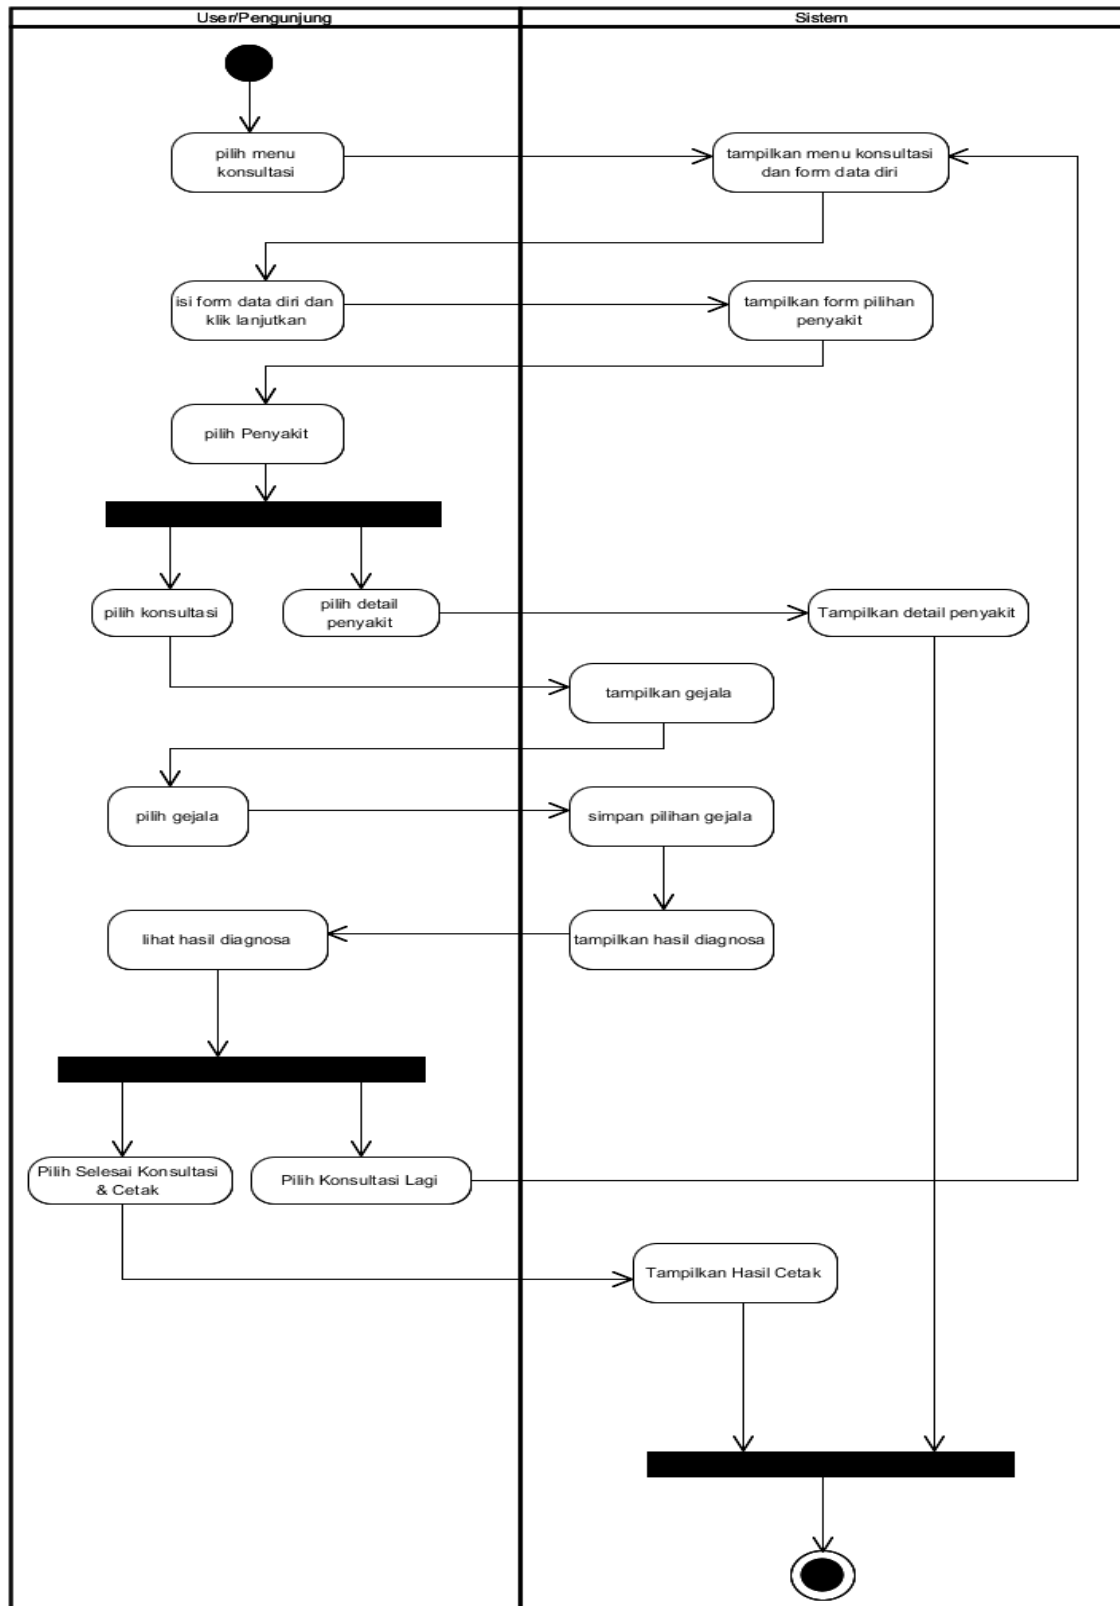 User/Pengunjung
Sistem
pilih menu
konsultasi
tampilkan menu konsultasi
dan form data diri
isi form data diri dan
klik lanjutkan
tampilkan form pilihan
penyakit
pilih Penyakit
pilih konsultasi
pilih detail
penyakit
Tampilkan detail penyakit
tampilkan gejala
pilih gejala
simpan pilihan gejala
lihat hasil diagnosa
tampilkan hasil diagnosa
Pilih Selesai Konsultasi
& Cetak
Pilih Konsultasi Lagi
Tampilkan Hasil Cetak